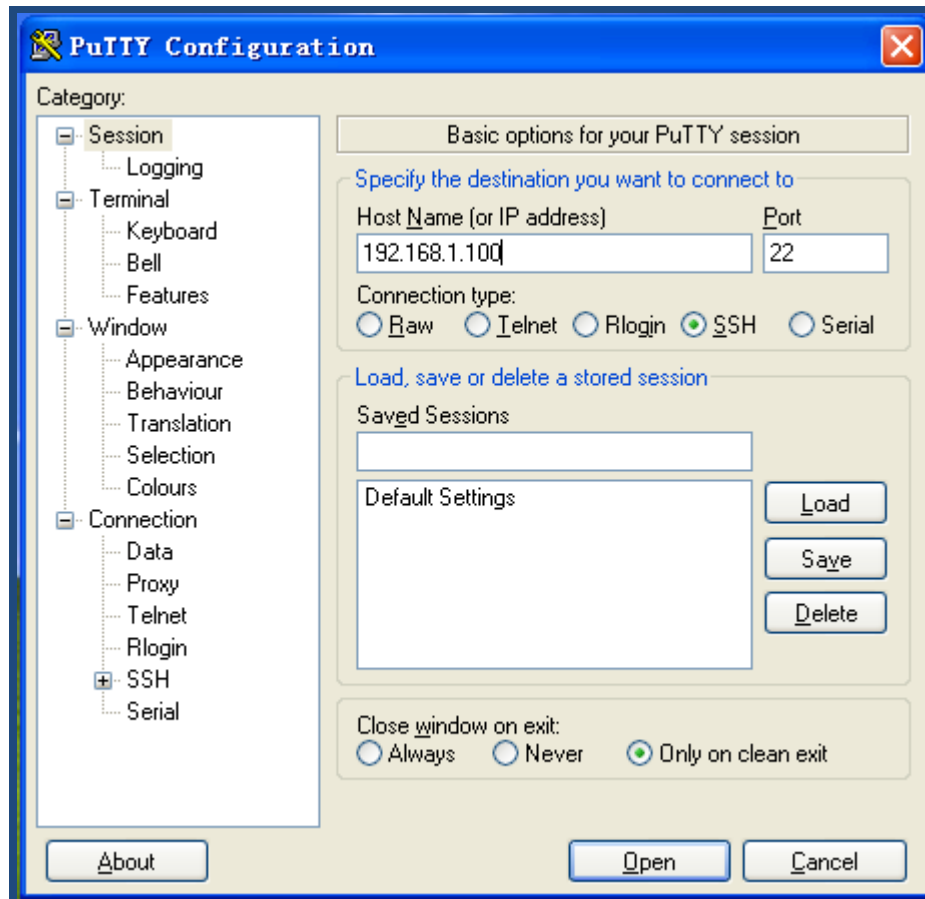 PuTTY Configuration
Category:
Session
Logging
Terminal
Keyboard
Bell
Features
Window
Appearance
Behaviour
Translation
Selection
Colours
Connection
Data
Proxy
Telnet
Rlogin
SSH
Serial
Basic options for your PuTTY session
Specify the destination you want to connect to
Host Name (or IP address) Port
192.168.1.100 22
Connection type:
Raw Telnet Rlogin SSH Serial
Load, save or delete a stored session
Saved Sessions
Default Settings
Load
Save
Delete
Close window on exit:
Always Never Only on clean exit
About Open Cancel